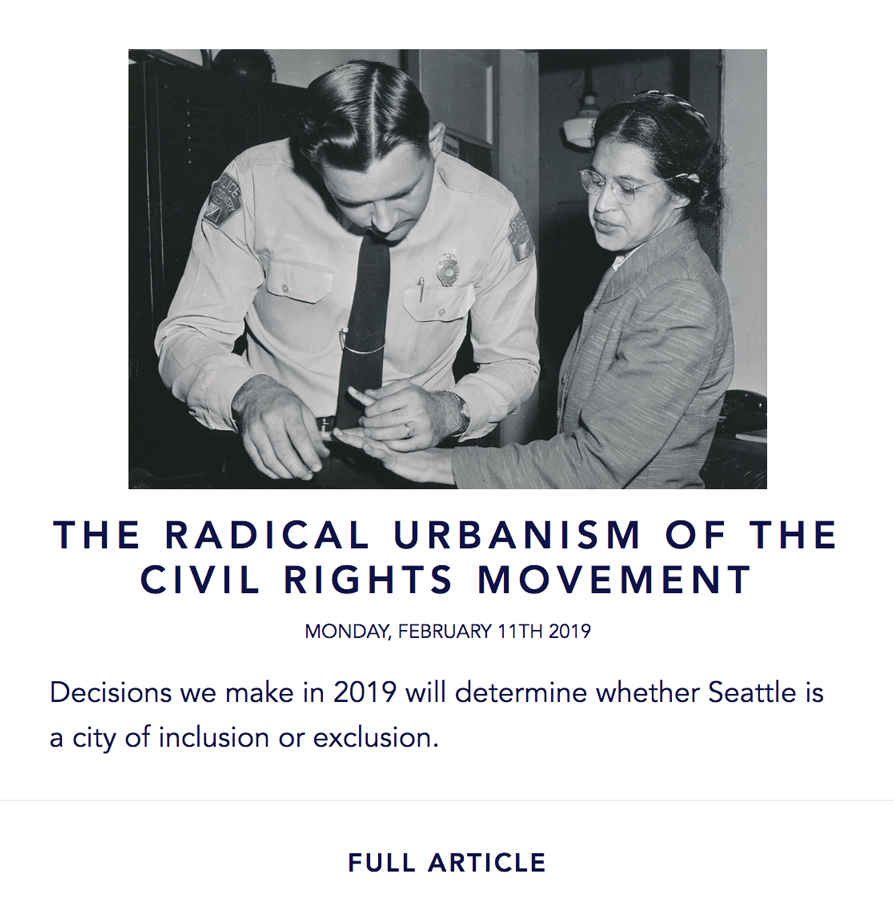 THE RADICAL URBANISM OF THE
CIVIL RIGHTS MOVEMENT
MONDAY, FEBRUARY 11TH 2019
Decisions we make in 2019 will determine whether Seattle is
a city of inclusion or exclusion.
FULL ARTICLE